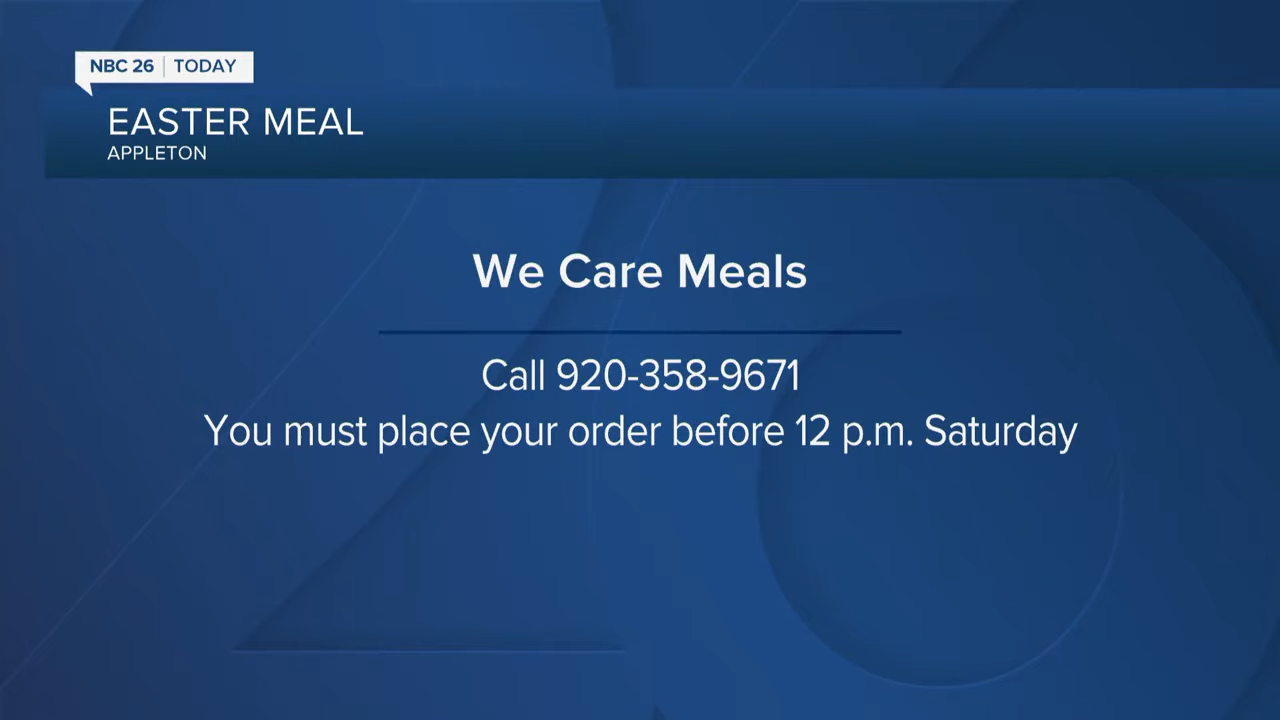 NBC 26 | TODAY
EASTER MEAL
APPLETON
We Care Meals
Call 920-358-9671
You must place your order before 12 p.m. Saturday